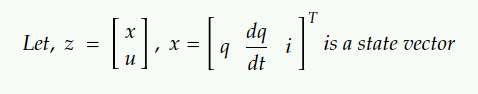 Let, z = [x u], x = [q dq/dt i]^T is a state vector